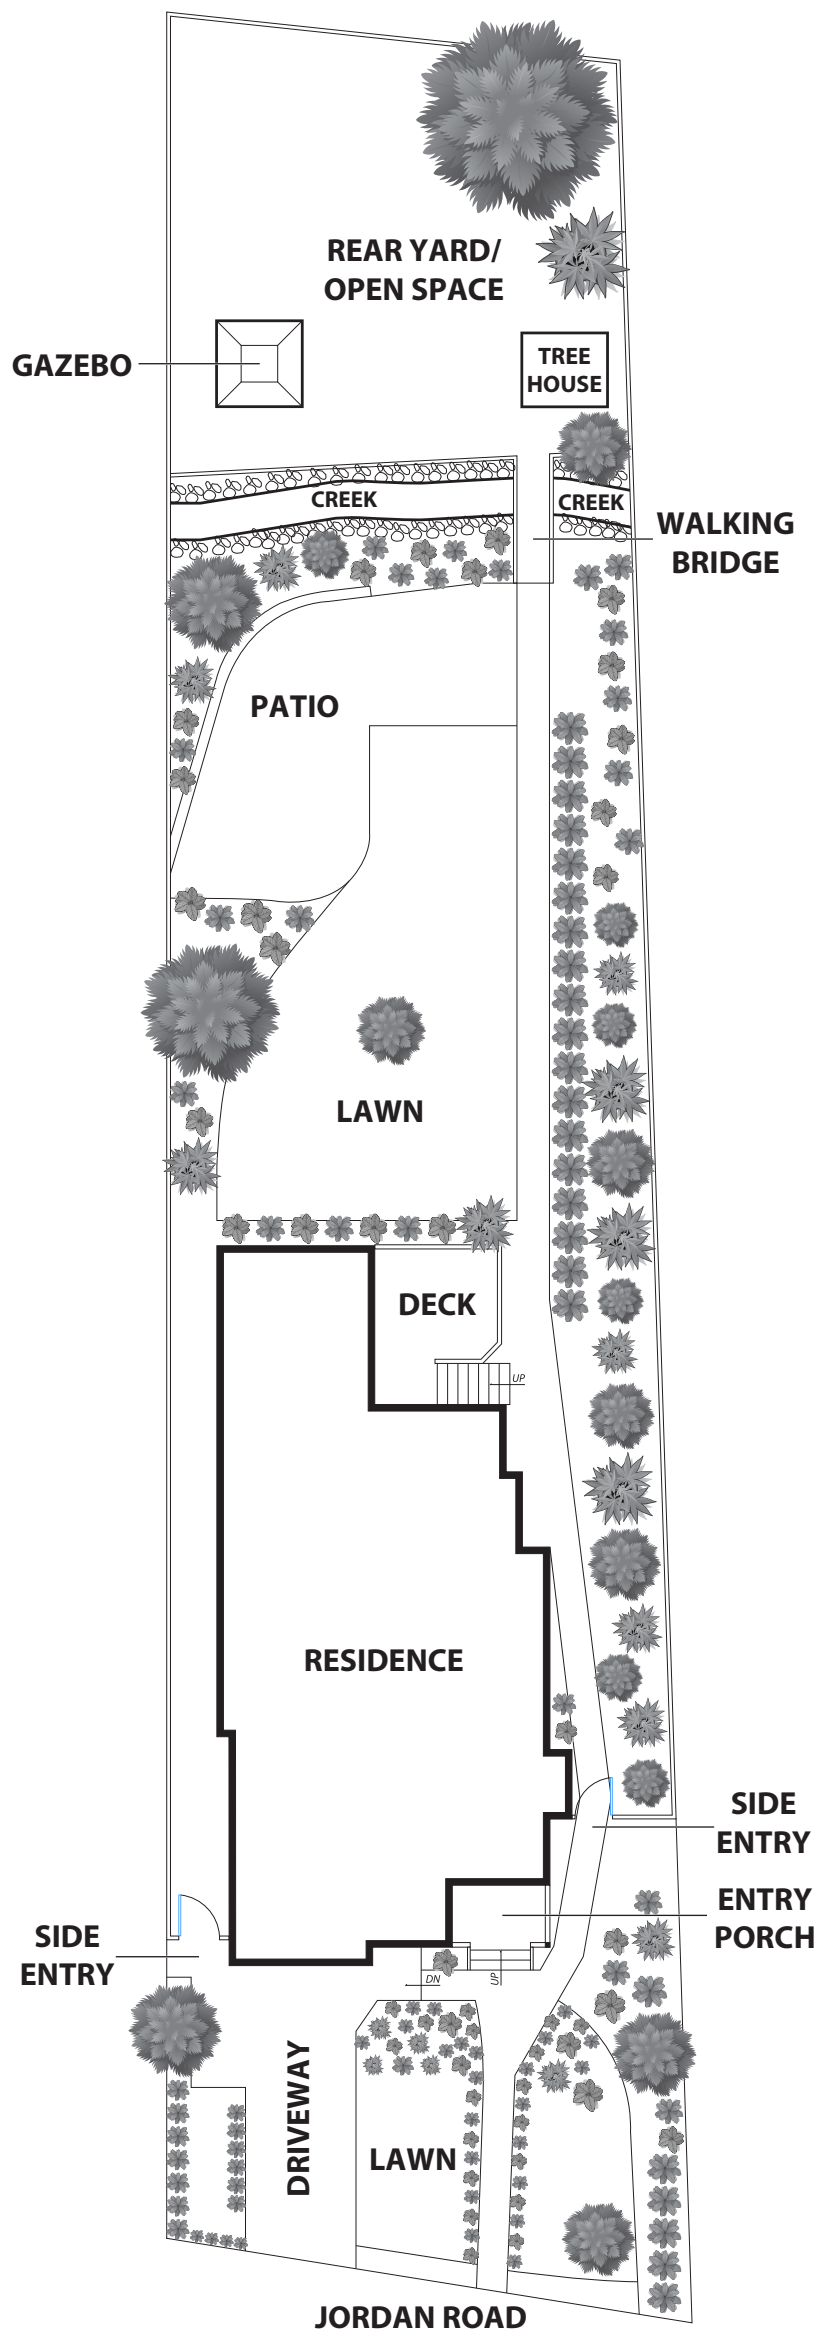 REAR YARD/
OPEN SPACE
GAZEBO
TREE
HOUSE
CREEK
CREEK
WALKING
BRIDGE
PATIO
LAWN
DECK
UP
RESIDENCE
SIDE
ENTRY
ENTRY
PORCH
SIDE
ENTRY
DN
UP
DRIVEWAY
LAWN
JORDAN ROAD